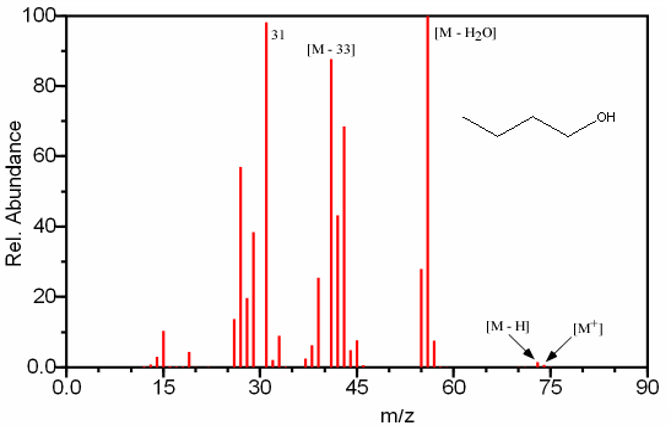 100
80
60
40
20
0.0
Rel. Abundance
31
[M - 33]
[M - H2O]
OH
[M - H]
[M+]
0.0 15 30 45 60 75 90
m/z